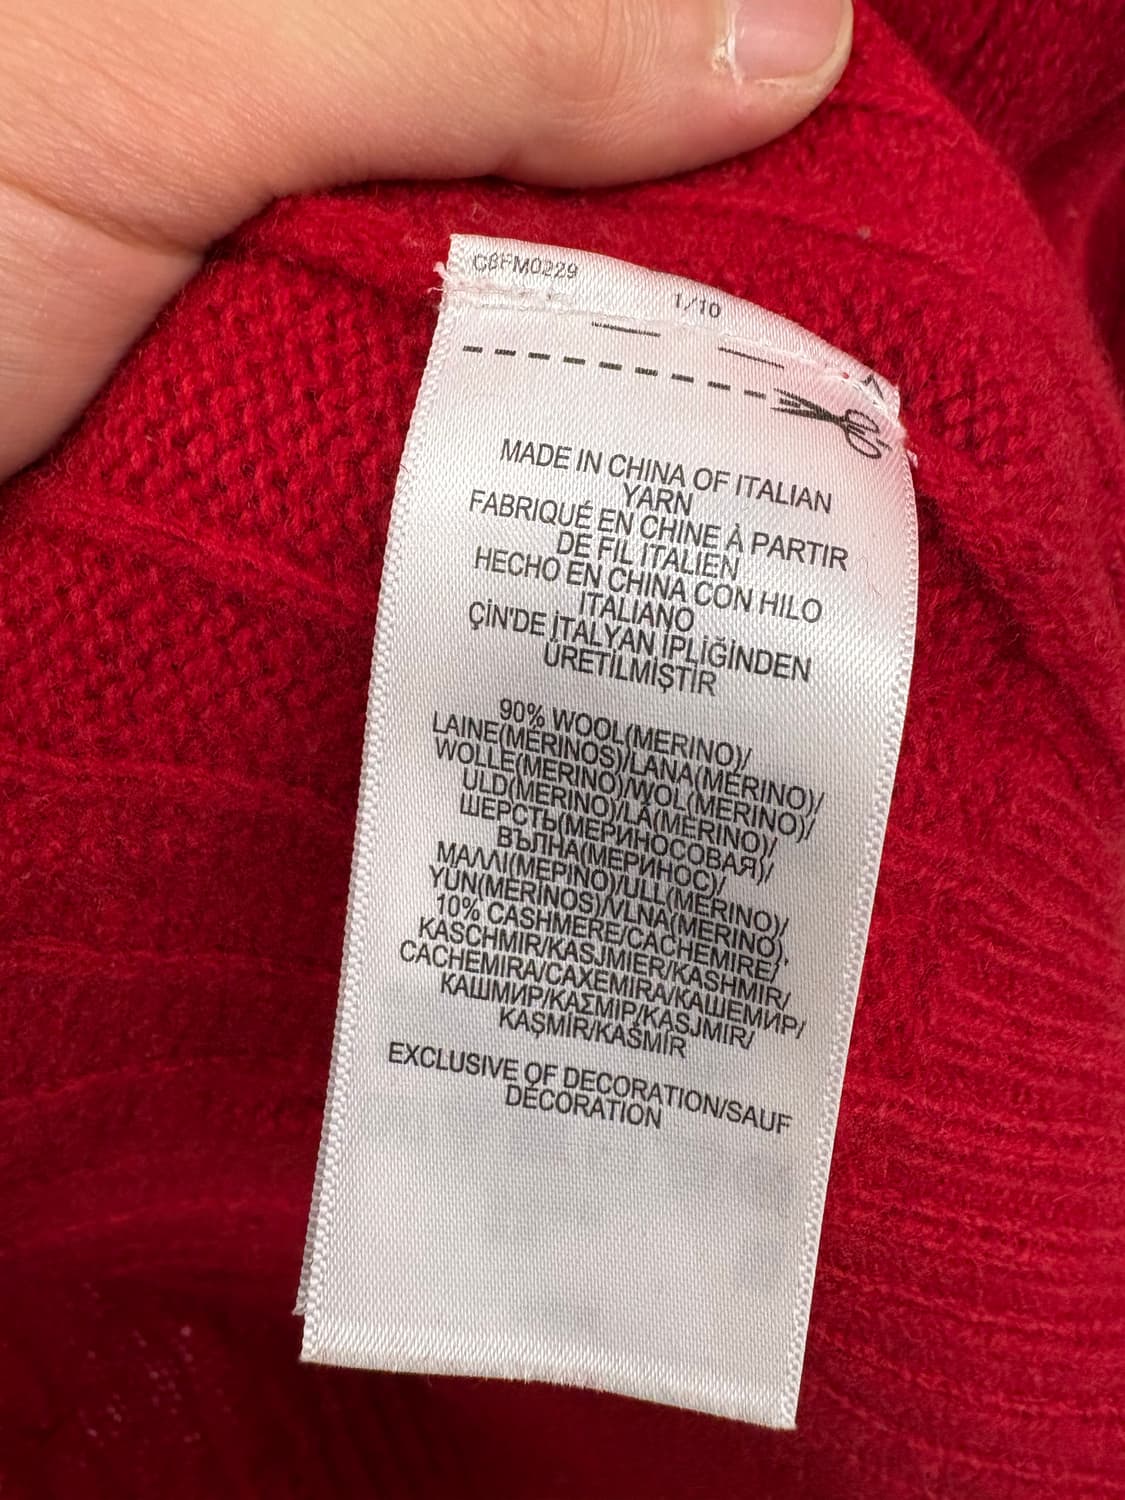 C8FM0229
1/10
MADE IN CHINA OF ITALIAN
YARN
FABRIQUÉ EN CHINE À PARTIR
DE FIL ITALIEN
HECHO EN CHINA CON HILO
ITALIANO
ÇİN'DE İTALYAN İPLİĞİNDEN
ÜRETİLMİŞTİR
90% WOOL(MERINO)/
LAINE(MÉRINOS)/LANA(MERINO)/
WOLLE(MERINO)/WOL(MERINO)/
ULD(MERINO)/LÃ(MERINO)/
ШЕРСТЬ(МЕРИНОСОВАЯ)/
ВЪЛНА(МЕРИНОС)/
ΜΑΛΛΙ(ΜΕΡΙΝΟ)/ULL(MERINO)/
YÜN(MERİNOS)/VLNA(MERINO),
10% CASHMERE/CACHEMIRE/
KASCHMIR/KASJMIER/KASHMIR/
CACHEMIRA/CAXEMIRA/КАШЕМИР/
КАШМИР/ΚΑΣΜΙΡ/KASJMIR/
KAŞMİR/KAŠMÍR
EXCLUSIVE OF DECORATION/SAUF
DÉCORATION